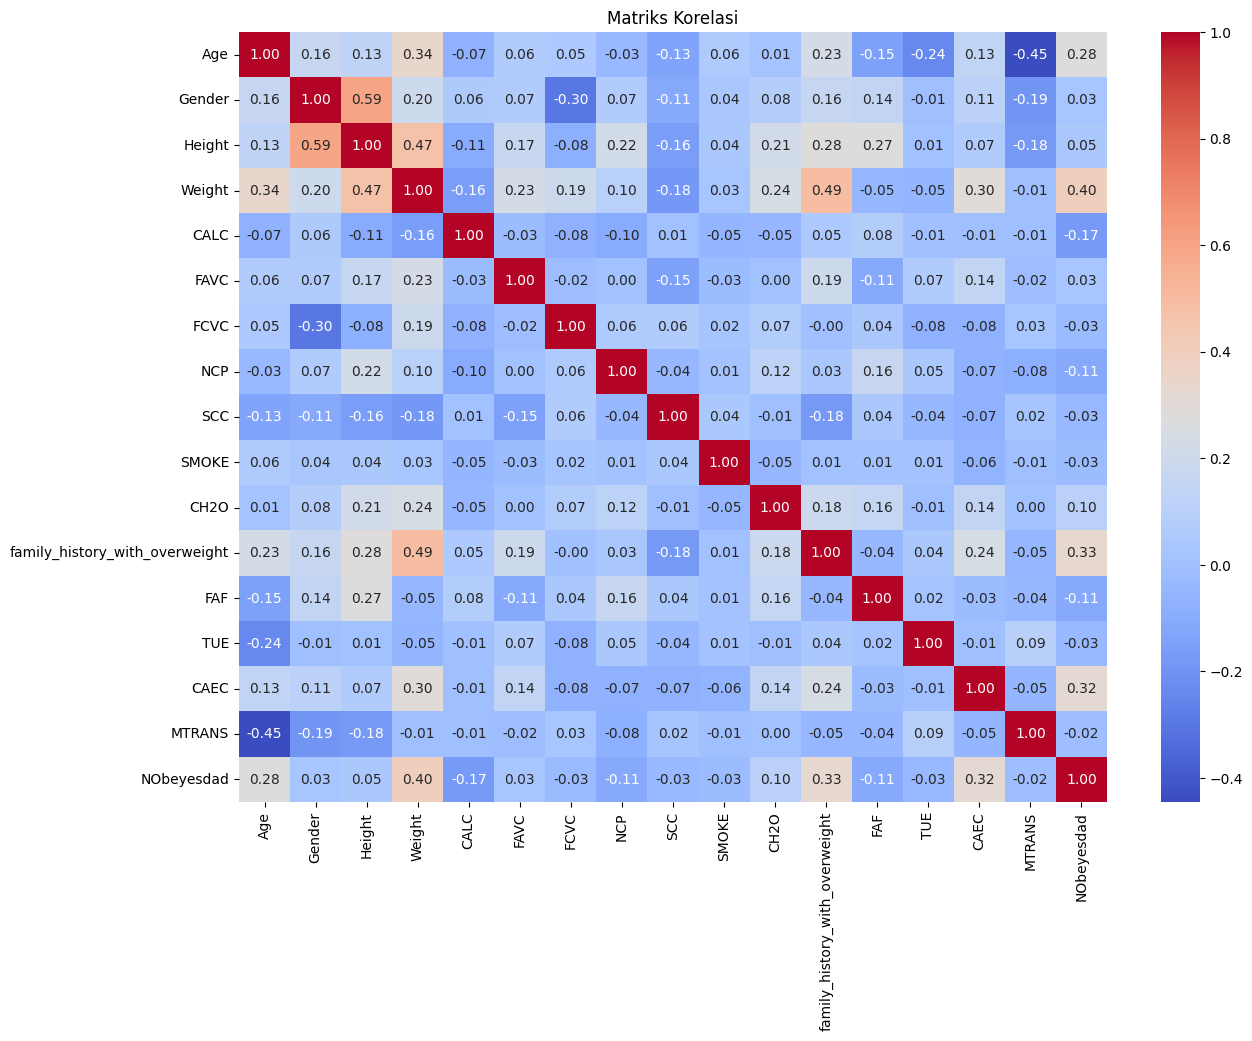 Matriks Korelasi
Age 1.00 0.16 0.13 0.34 -0.07 0.06 0.05 -0.03 -0.13 0.06 0.01 0.23 -0.15 -0.24 0.13 -0.45 0.28
Gender 0.16 1.00 0.59 0.20 0.06 0.07 -0.30 0.07 -0.11 0.04 0.08 0.16 0.14 -0.01 0.11 -0.19 0.03
Height 0.13 0.59 1.00 0.47 -0.11 0.17 -0.08 0.22 -0.16 0.04 0.21 0.28 0.27 0.01 0.07 -0.18 0.05
Weight 0.34 0.20 0.47 1.00 -0.16 0.23 0.19 0.10 -0.18 0.03 0.24 0.49 -0.05 -0.05 0.30 -0.01 0.40
CALC -0.07 0.06 -0.11 -0.16 1.00 -0.03 -0.08 -0.10 0.01 -0.05 -0.05 0.05 0.08 -0.01 -0.01 -0.01 -0.17
FAVC 0.06 0.07 0.17 0.23 -0.03 1.00 -0.02 0.00 -0.15 -0.03 0.00 0.19 -0.11 0.07 0.14 -0.02 0.03
FCVC 0.05 -0.30 -0.08 0.19 -0.08 -0.02 1.00 0.06 0.06 0.02 0.07 -0.00 0.04 -0.08 -0.08 0.03 -0.03
NCP -0.03 0.07 0.22 0.10 -0.10 0.00 0.06 1.00 -0.04 0.01 0.12 0.03 0.16 0.05 -0.07 -0.08 -0.11
SCC -0.13 -0.11 -0.16 -0.18 0.01 -0.15 0.06 -0.04 1.00 0.04 -0.01 -0.18 0.04 -0.04 -0.07 0.02 -0.03
SMOKE 0.06 0.04 0.04 0.03 -0.05 -0.03 0.02 0.01 0.04 1.00 -0.05 0.01 0.01 0.01 -0.06 -0.01 -0.03
CH2O 0.01 0.08 0.21 0.24 -0.05 0.00 0.07 0.12 -0.01 -0.05 1.00 0.18 0.16 -0.01 0.14 0.00 0.10
family_history_with_overweight 0.23 0.16 0.28 0.49 0.05 0.19 -0.00 0.03 -0.18 0.01 0.18 1.00 -0.04 0.04 0.24 -0.05 0.33
FAF -0.15 0.14 0.27 -0.05 0.08 -0.11 0.04 0.16 0.04 0.01 0.16 -0.04 1.00 0.02 -0.03 -0.04 -0.11
TUE -0.24 -0.01 0.01 -0.05 -0.01 0.07 -0.08 0.05 -0.04 0.01 -0.01 0.04 0.02 1.00 -0.01 0.09 -0.03
CAEC 0.13 0.11 0.07 0.30 -0.01 0.14 -0.08 -0.07 -0.07 -0.06 0.14 0.24 -0.03 -0.01 1.00 -0.05 0.32
MTRANS -0.45 -0.19 -0.18 -0.01 -0.01 -0.02 0.03 -0.08 0.02 -0.01 0.00 -0.05 -0.04 0.09 -0.05 1.00 -0.02
NObeyesdad 0.28 0.03 0.05 0.40 -0.17 0.03 -0.03 -0.11 -0.03 -0.03 0.10 0.33 -0.11 -0.03 0.32 -0.02 1.00
Age Gender Height Weight CALC FAVC FCVC NCP SCC SMOKE CH2O family_history_with_overweight FAF TUE CAEC MTRANS NObeyesdad
1.0
0.8
0.6
0.4
0.2
0.0
−0.2
−0.4